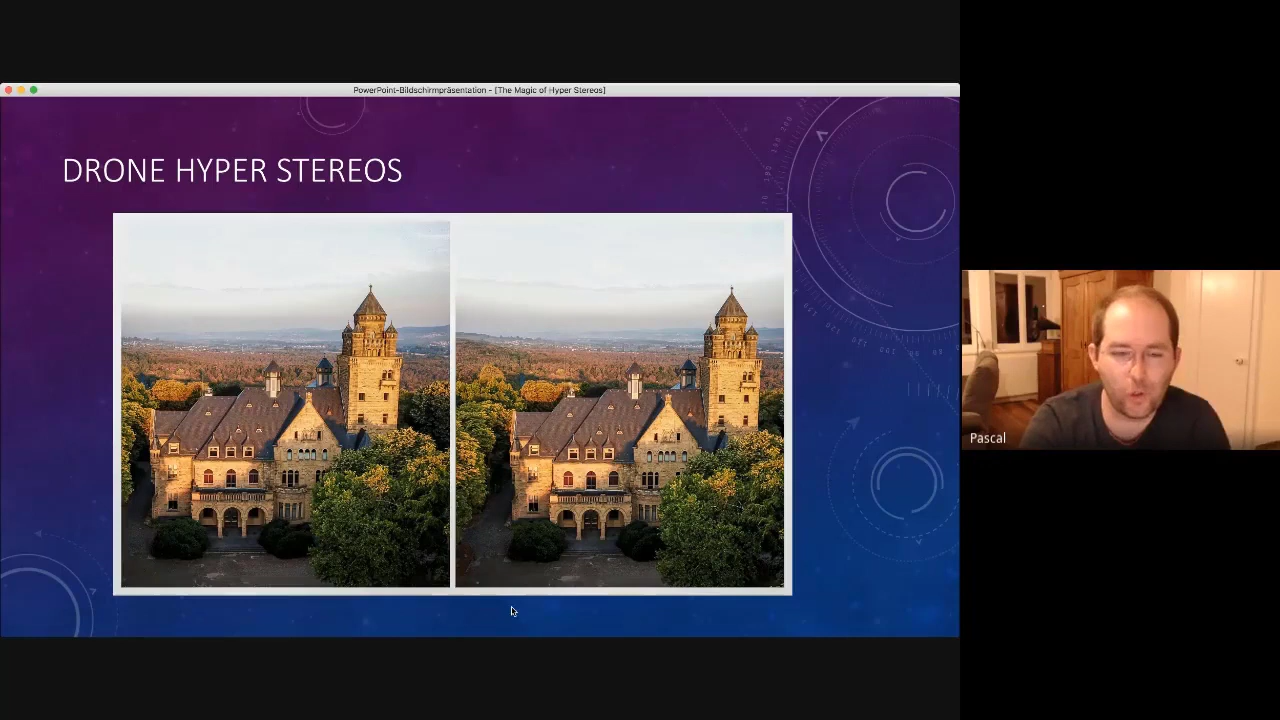 PowerPoint-Bildschirmpräsentation - [The Magic of Hyper Stereos]
DRONE HYPER STEREOS
Pascal